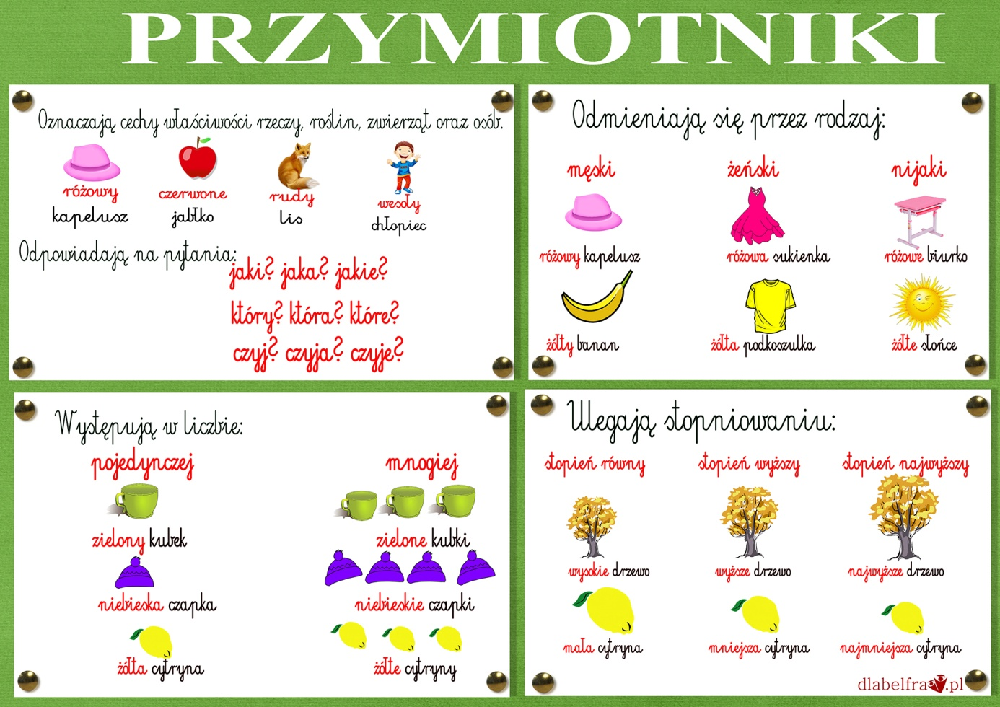 PRZYMIOTNIKI
Oznaczają cechy właściwości rzeczy, roślin, zwierząt oraz osób.
różowy czerwone rudy wesoły
kapelusz jabłko lis chłopiec
Odpowiadają na pytania:
jaki? jaka? jakie?
który? która? które?
czyj? czyja? czyje?
Odmieniają się przez rodzaj:
męski żeński nijaki
różowy kapelusz różowa sukienka różowe biurko
żółty banan żółta podkoszulka żółte słońce
Występują w liczbie:
pojedynczej mnogiej
zielony kubek zielone kubki
niebieska czapka niebieskie czapki
żółta cytryna żółte cytryny
Ulegają stopniowaniu:
stopień równy stopień wyższy stopień najwyższy
wysokie drzewo wyższe drzewo najwyższe drzewo
mała cytryna mniejsza cytryna najmniejsza cytryna
dlabelfra.pl